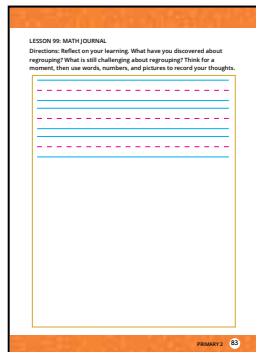 LESSON 99: MATH JOURNAL
Directions: Reflect on your learning. What have you discovered about
regrouping? What is still challenging about regrouping? Think for a
moment, then use words, numbers, and pictures to record your thoughts.
PRIMARY 2 83